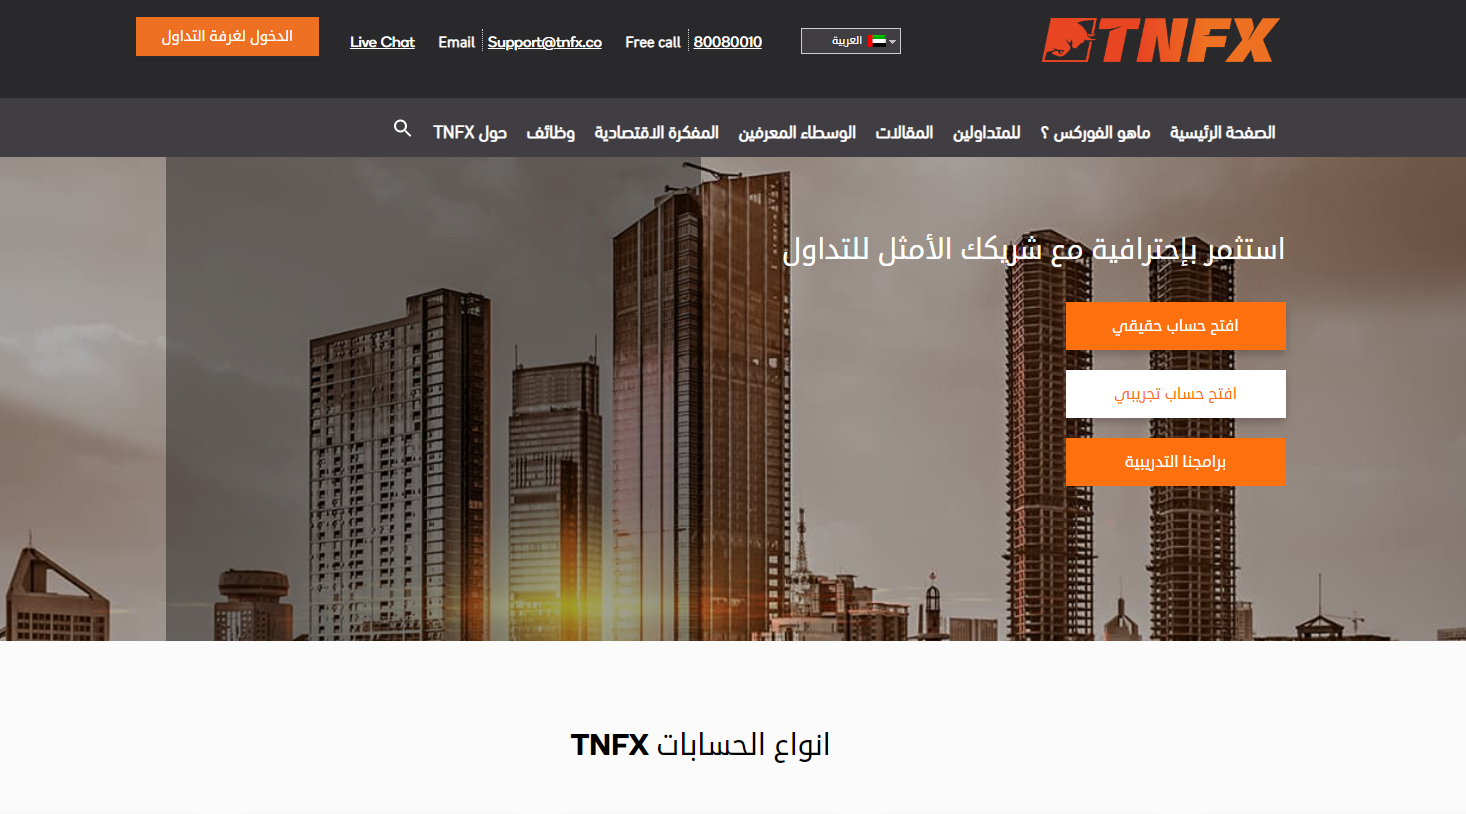 TNFX
العربية
Free call 80080010
Email Support@tnfx.co
Live Chat
الدخول لغرفة التداول
الصفحة الرئيسية ماهو الفوركس ؟ للمتداولين المقالات الوسطاء المعرفين المفكرة الاقتصادية وظائف حول TNFX
استثمر بإحترافية مع شريكك الأمثل للتداول
افتح حساب حقيقي
افتح حساب تجريبي
برامجنا التدريبية
انواع الحسابات TNFX